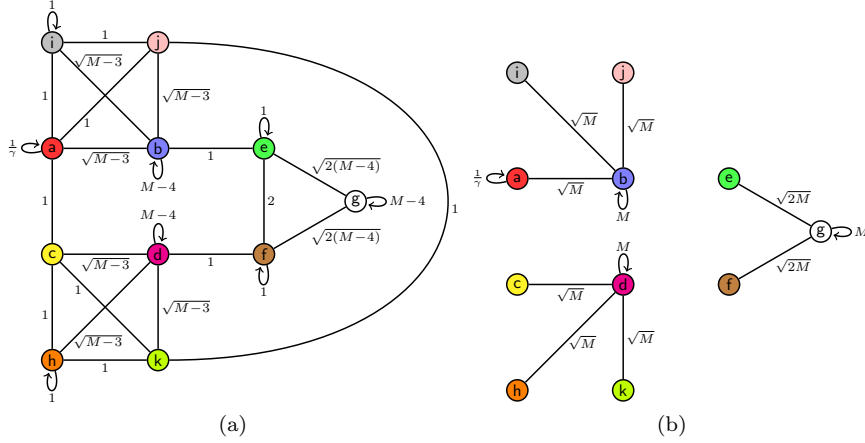 1
i 1 j
√M−3
1 1 √M−3
1/γ a √M−3 b 1 e 1
M−4
√2(M−4)
1 2 g M−4
M−4
√2(M−4)
c √M−3 d 1 f
1
1 1 √M−3
√M−3
h 1 k
1
1
(a)
i j
√M √M
1/γ a √M b
M
e
√2M
g M
√2M
f
M
c √M d
√M √M
h k
(b)